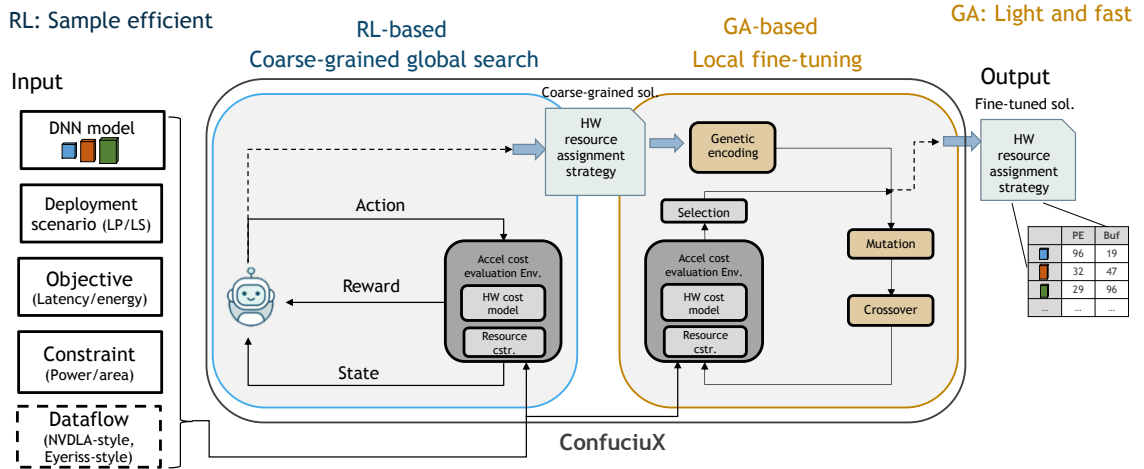 RL: Sample efficient
GA: Light and fast
RL-based
Coarse-grained global search
GA-based
Local fine-tuning
Input
DNN model
Deployment
scenario (LP/LS)
Objective
(Latency/energy)
Constraint
(Power/area)
Dataflow
(NVDLA-style,
Eyeriss-style)
Action
Reward
State
Accel cost
evaluation Env.
HW cost
model
Resource
cstr.
Coarse-grained sol.
HW
resource
assignment
strategy
Genetic
encoding
Selection
Accel cost
evaluation Env.
HW cost
model
Resource
cstr.
Mutation
Crossover
ConfuciuX
Output
Fine-tuned sol.
HW
resource
assignment
strategy
PE Buf
96 19
32 47
29 96
... ... ...